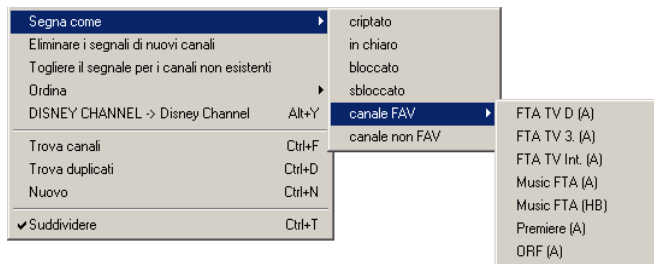 Segna come
Eliminare i segnali di nuovi canali
Togliere il segnale per i canali non esistenti
Ordina
DISNEY CHANNEL -> Disney Channel Alt+Y
Trova canali Ctrl+F
Trova duplicati Ctrl+D
Nuovo Ctrl+N
Suddividere Ctrl+T
criptato
in chiaro
bloccato
sbloccato
canale FAV
canale non FAV
FTA TV D (A)
FTA TV 3. (A)
FTA TV Int. (A)
Music FTA (A)
Music FTA (HB)
Premiere (A)
ORF (A)